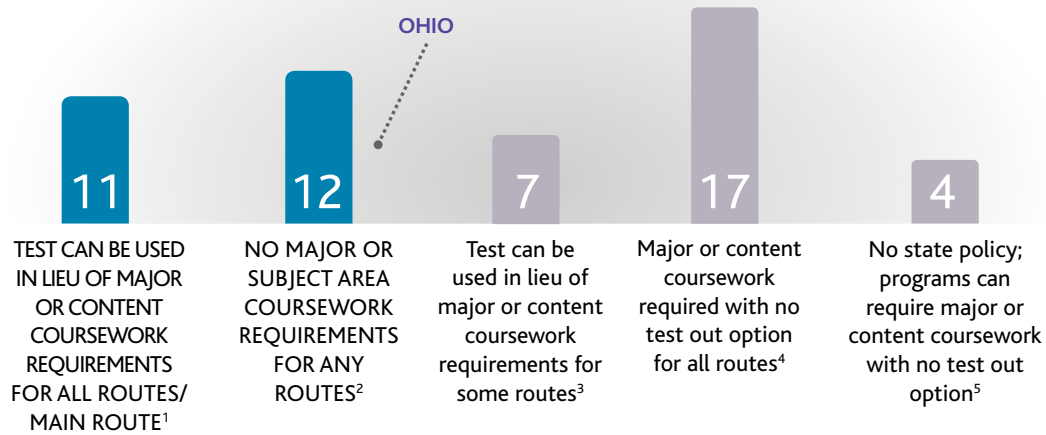 OHIO
11
12
7
17
4
TEST CAN BE USED
IN LIEU OF MAJOR
OR CONTENT
COURSEWORK
REQUIREMENTS
FOR ALL ROUTES/
MAIN ROUTE¹
NO MAJOR OR
SUBJECT AREA
COURSEWORK
REQUIREMENTS
FOR ANY
ROUTES²
Test can be
used in lieu of
major or content
coursework
requirements for
some routes³
Major or content
coursework
required with no
test out option
for all routes⁴
No state policy;
programs can
require major or
content coursework
with no test out
option⁵